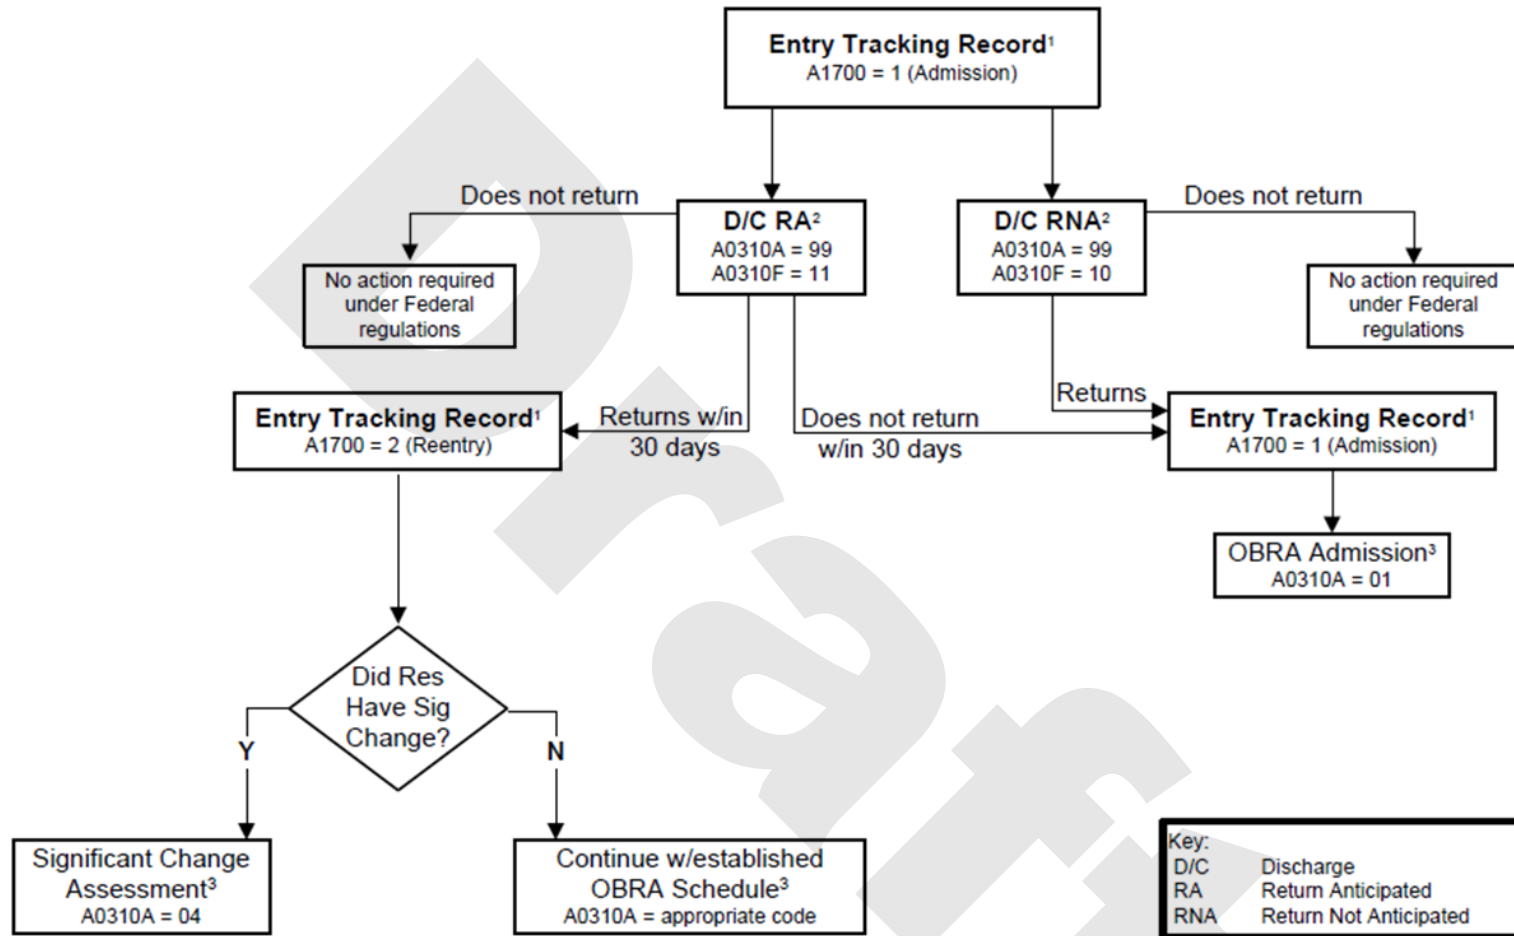 Entry Tracking Record¹
A1700 = 1 (Admission)
Does not return
D/C RA²
A0310A = 99
A0310F = 11
D/C RNA²
A0310A = 99
A0310F = 10
Does not return
No action required
under Federal
regulations
No action required
under Federal
regulations
Entry Tracking Record¹
A1700 = 2 (Reentry)
Returns w/in
30 days
Does not return
w/in 30 days
Returns
Entry Tracking Record¹
A1700 = 1 (Admission)
OBRA Admission³
A0310A = 01
Did Res
Have Sig
Change?
Y
N
Significant Change
Assessment³
A0310A = 04
Continue w/established
OBRA Schedule³
A0310A = appropriate code
Key:
D/C Discharge
RA Return Anticipated
RNA Return Not Anticipated
Draf